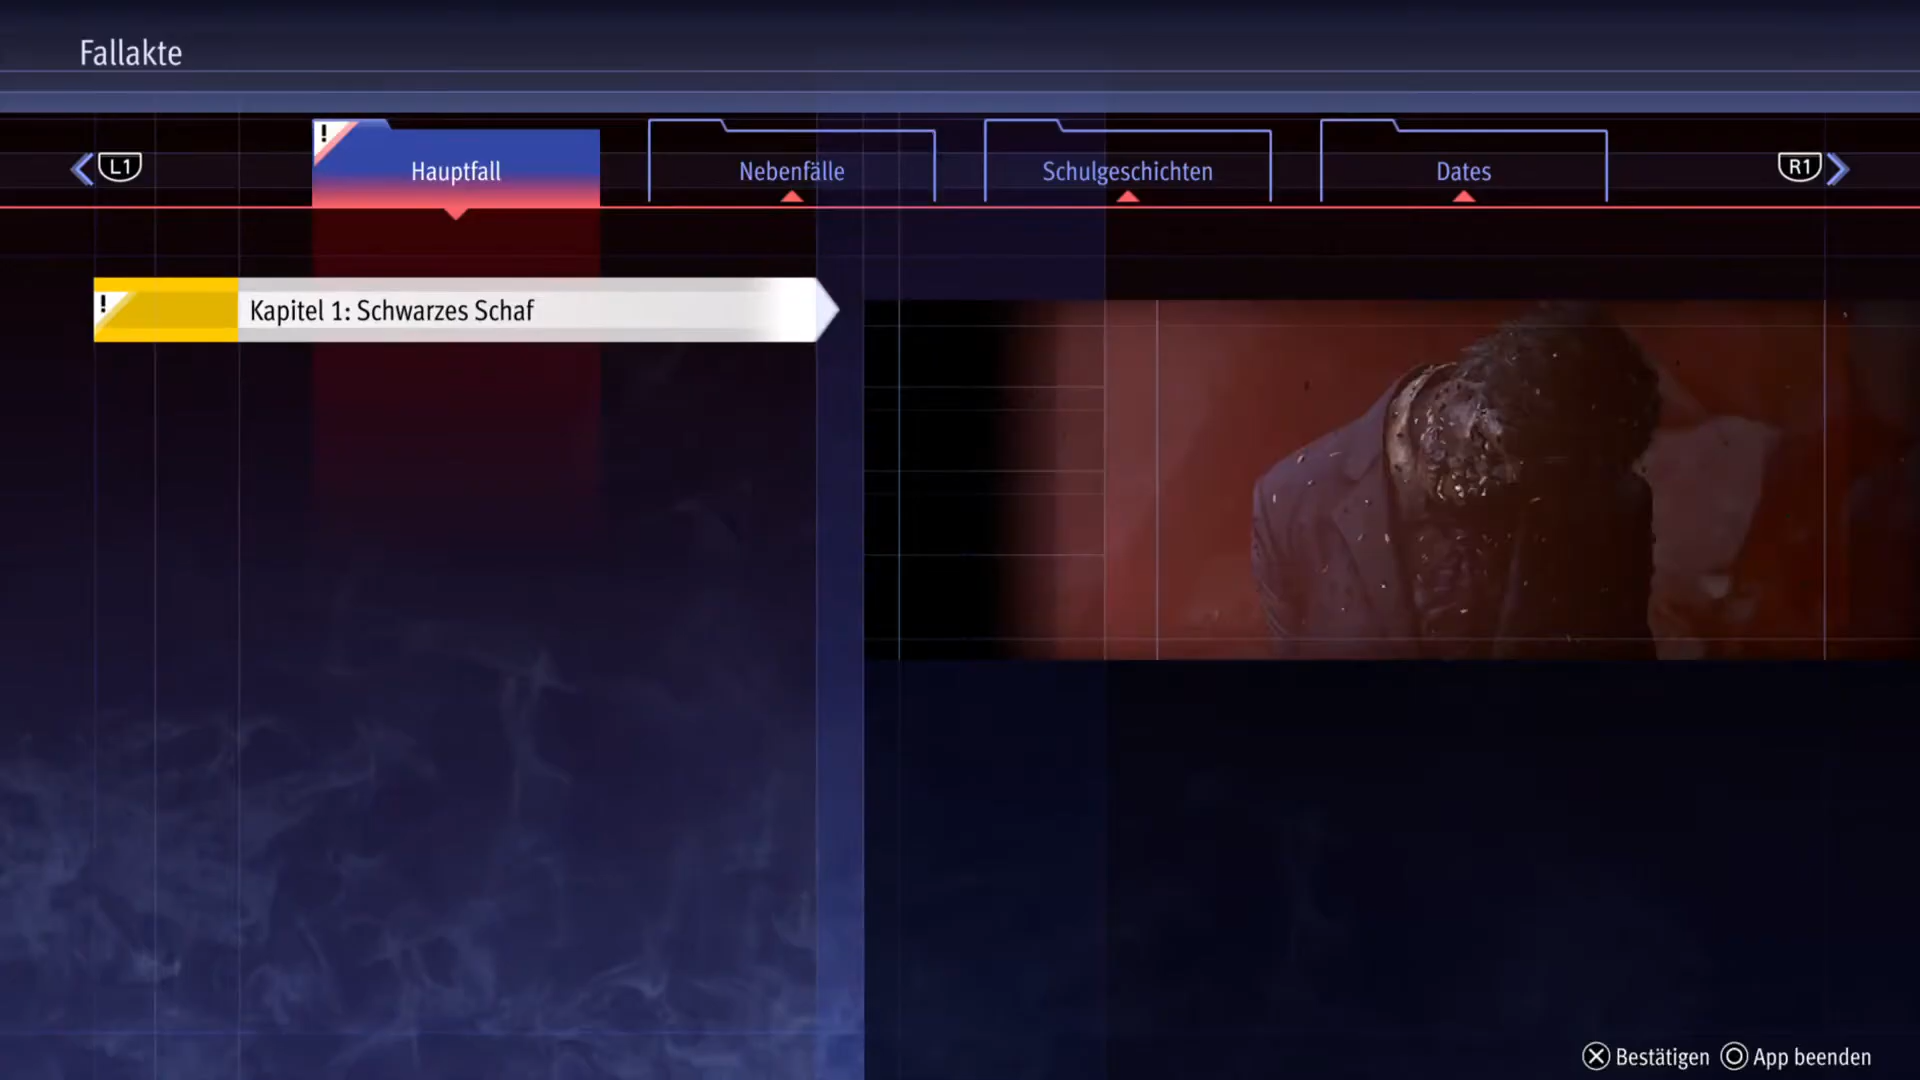 Fallakte
L1
!
Hauptfall
Nebenfälle
Schulgeschichten
Dates
R1
!
Kapitel 1: Schwarzes Schaf
Bestätigen
App beenden